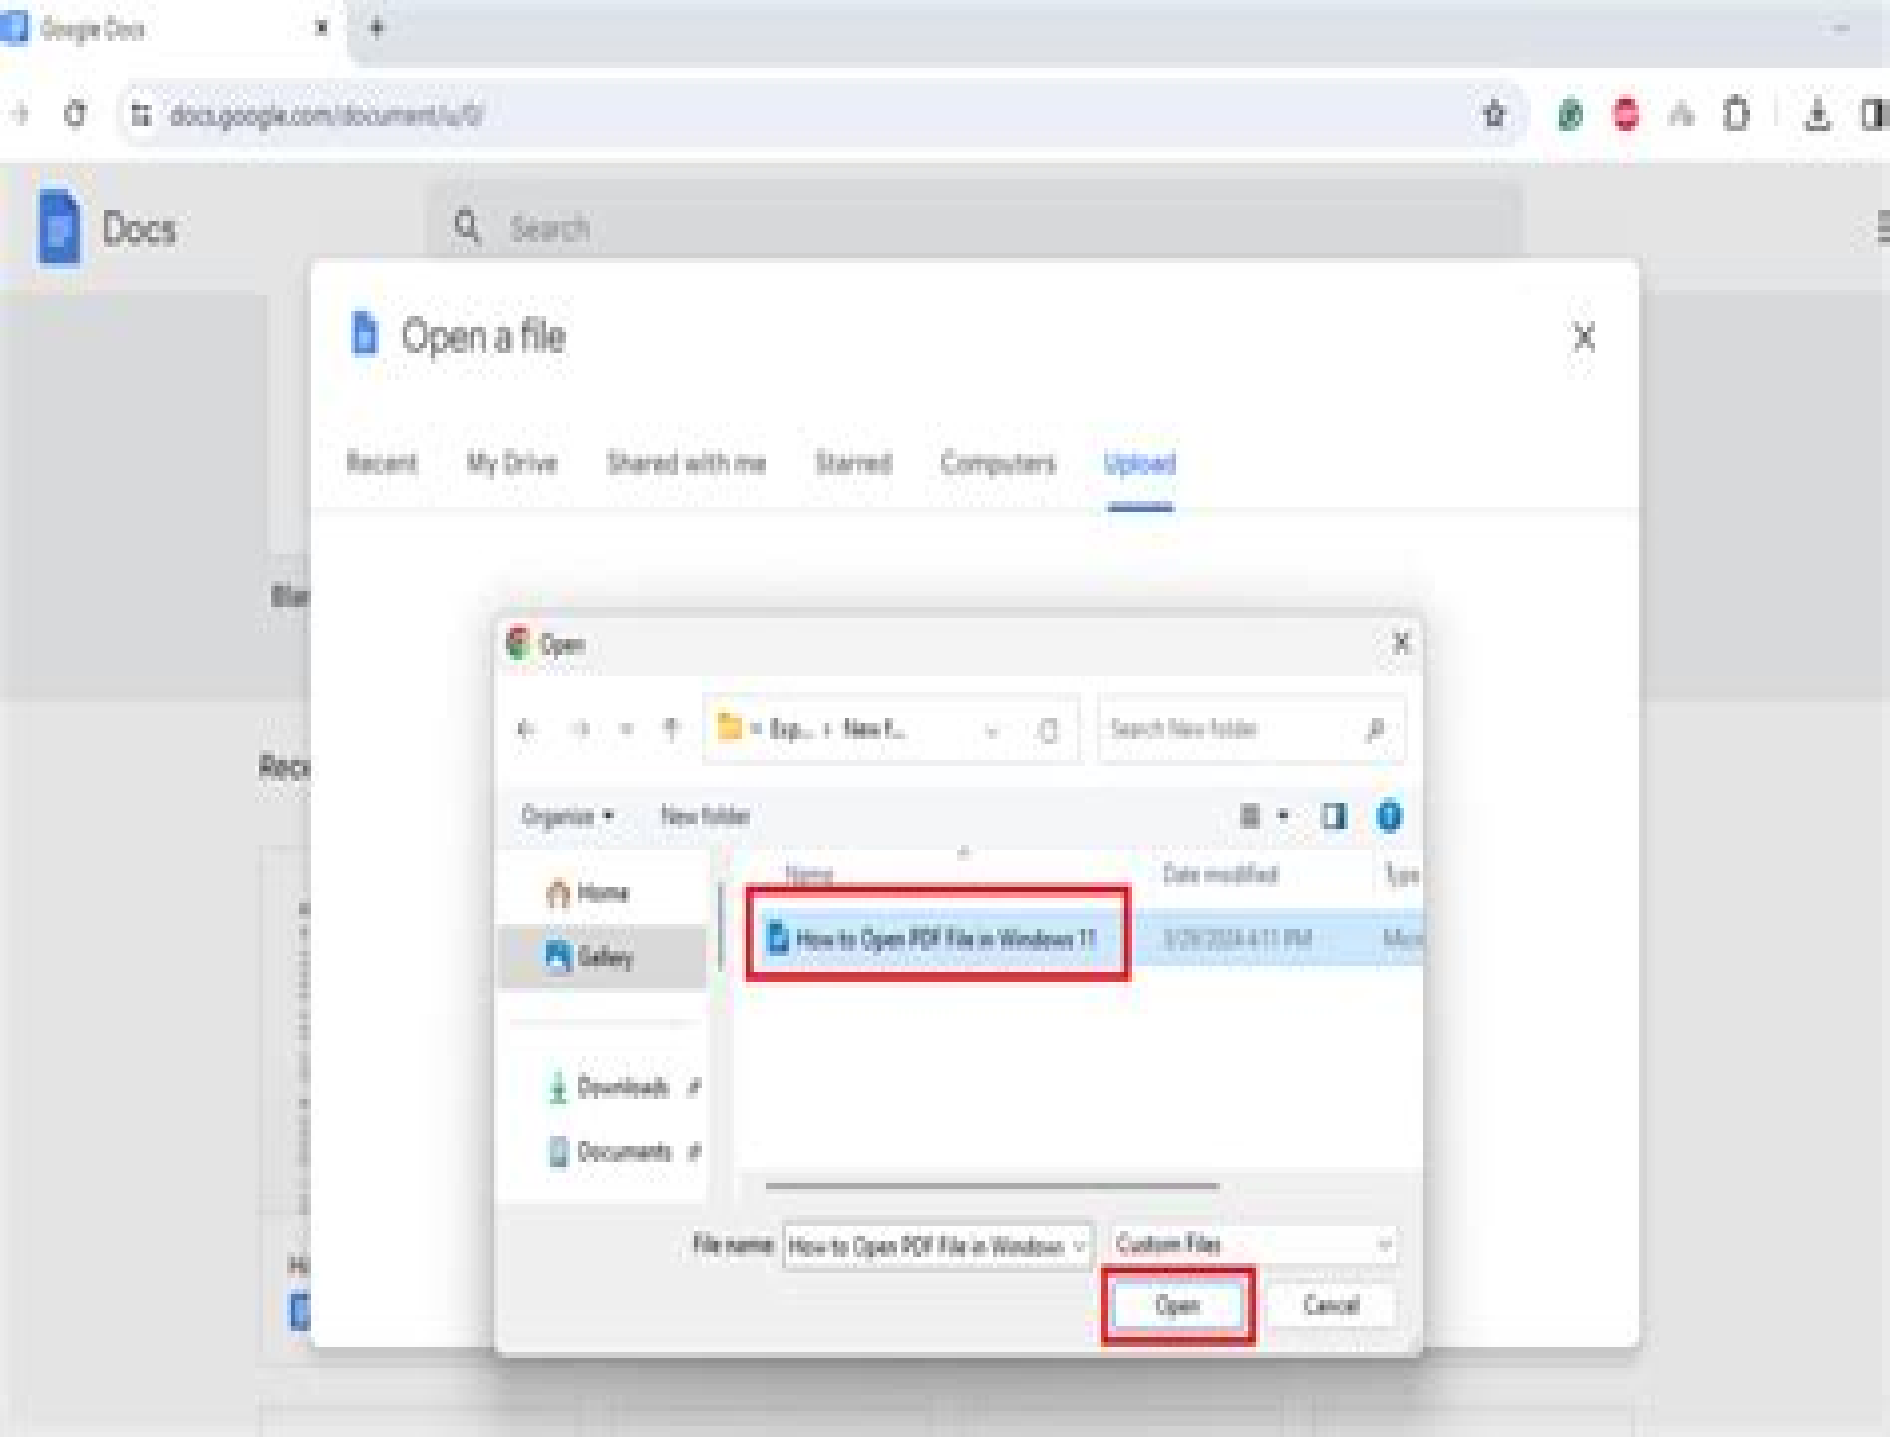 Google Docs
docs.google.com/document/u/0/
Docs
Search
Open a file
Recent My Drive Shared with me Starred Computers Upload
Open
Exp... New f...
Search New folder
Organize New folder
Name Date modified
Home
How to Open PDF File in Windows 11
Gallery
Downloads
Documents
File name How to Open PDF File in Windows Custom Files
Open Cancel